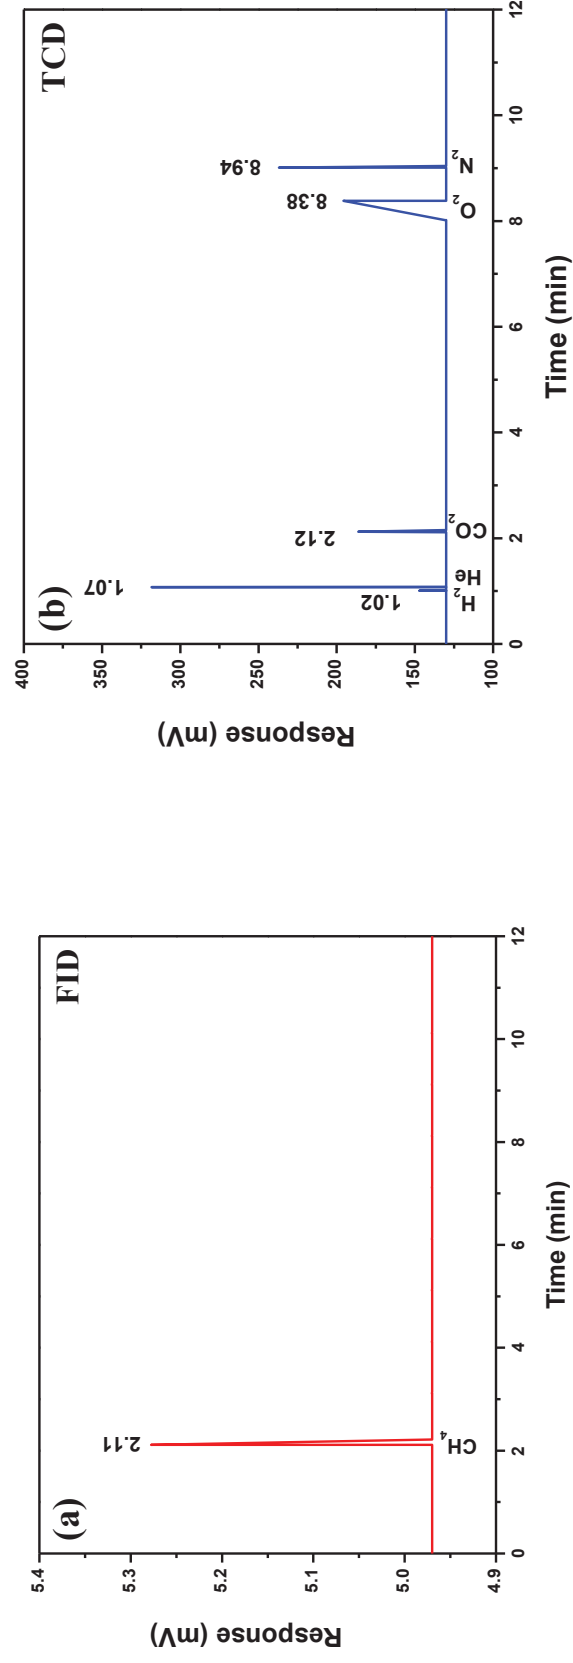 (a)
FID
5.4
5.3
5.2
5.1
5.0
4.9
Response (mV)
2.11
CH₄
0
2
4
6
8
10
12
Time (min)
(b)
TCD
400
350
300
250
200
150
100
Response (mV)
1.02
1.07
2.12
8.38
8.94
H₂
He
CO₂
O₂
N₂
0
2
4
6
8
10
12
Time (min)